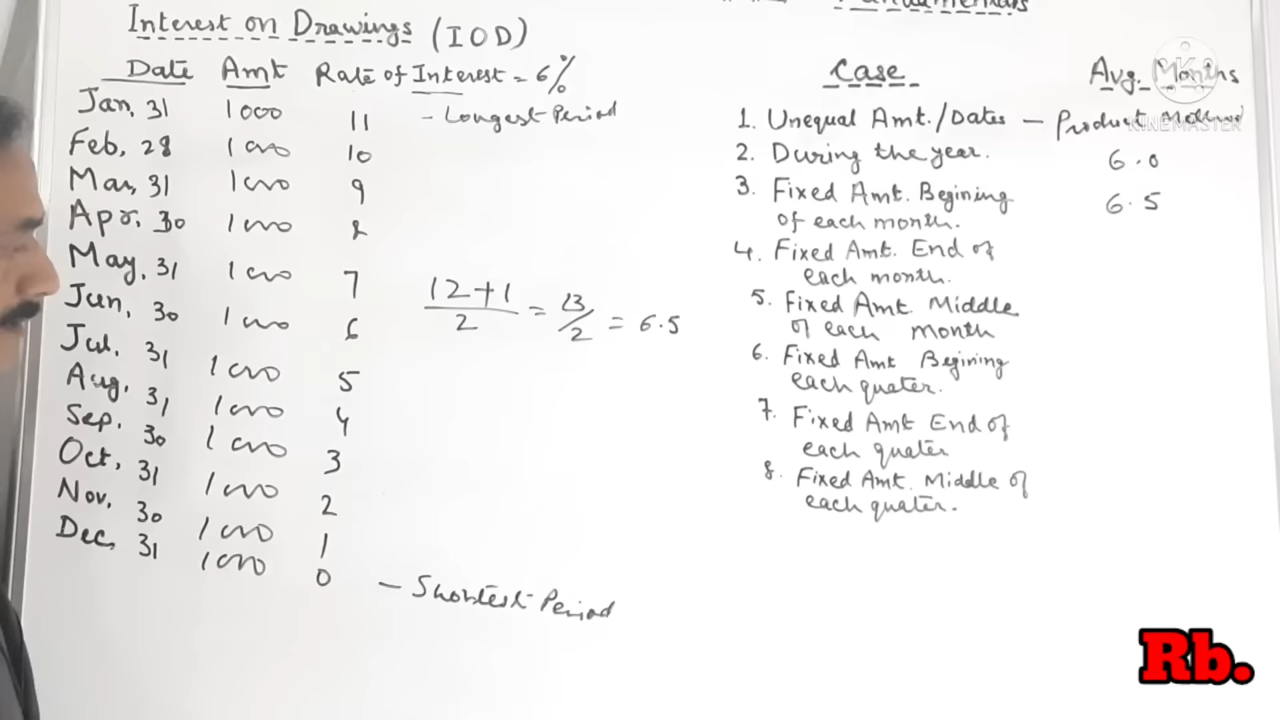 Fundamentals
Interest on Drawings (IOD)
Date Amt Rate of Interest = 6%
Jan, 31 1000 11 - Longest Period
Feb, 28 1000 10
Mar, 31 1000 9
Apr. 30 1000 8
May, 31 1000 7
Jun, 30 1000 6
Jul, 31 1000 5
Aug, 31 1000 4
Sep. 30 1000 3
Oct, 31 1000 2
Nov, 30 1000 1
Dec, 31 1000 0 - Shortest Period
12+1/2 = 13/2 = 6.5
Case Avg. Months
1. Unequal Amt./Dates - Product Method
2. During the year. 6.0
3. Fixed Amt. Begining 6.5
of each month.
4. Fixed Amt. End of
each month.
5. Fixed Amt. Middle
of each month
6. Fixed Amt Begining
each quater.
7. Fixed Amt End of
each quater
8. Fixed Amt. Middle of
each quater.
KINEMASTER
Rb.